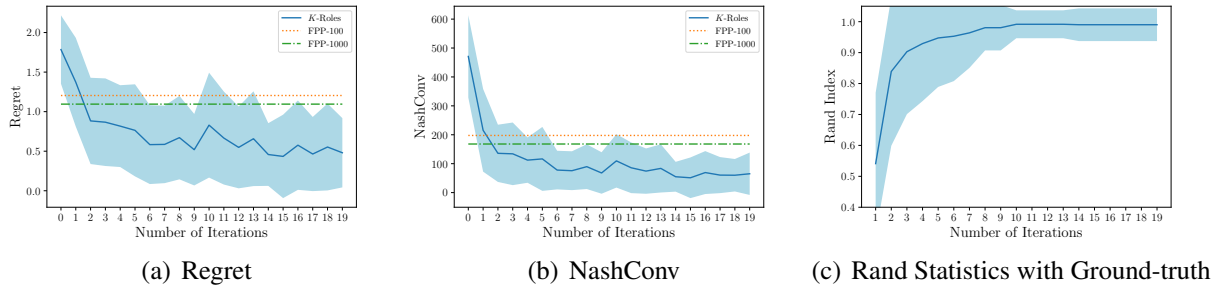 2.0
1.5
1.0
0.5
0.0
Regret
K-Roles
FPP-100
FPP-1000
0 1 2 3 4 5 6 7 8 9 10 11 12 13 14 15 16 17 18 19
Number of Iterations
(a) Regret
600
500
400
300
200
100
0
NashConv
K-Roles
FPP-100
FPP-1000
0 1 2 3 4 5 6 7 8 9 10 11 12 13 14 15 16 17 18 19
Number of Iterations
(b) NashConv
1.0
0.9
0.8
0.7
0.6
0.5
0.4
Rand Index
1 2 3 4 5 6 7 8 9 10 11 12 13 14 15 16 17 18 19
Number of Iterations
(c) Rand Statistics with Ground-truth